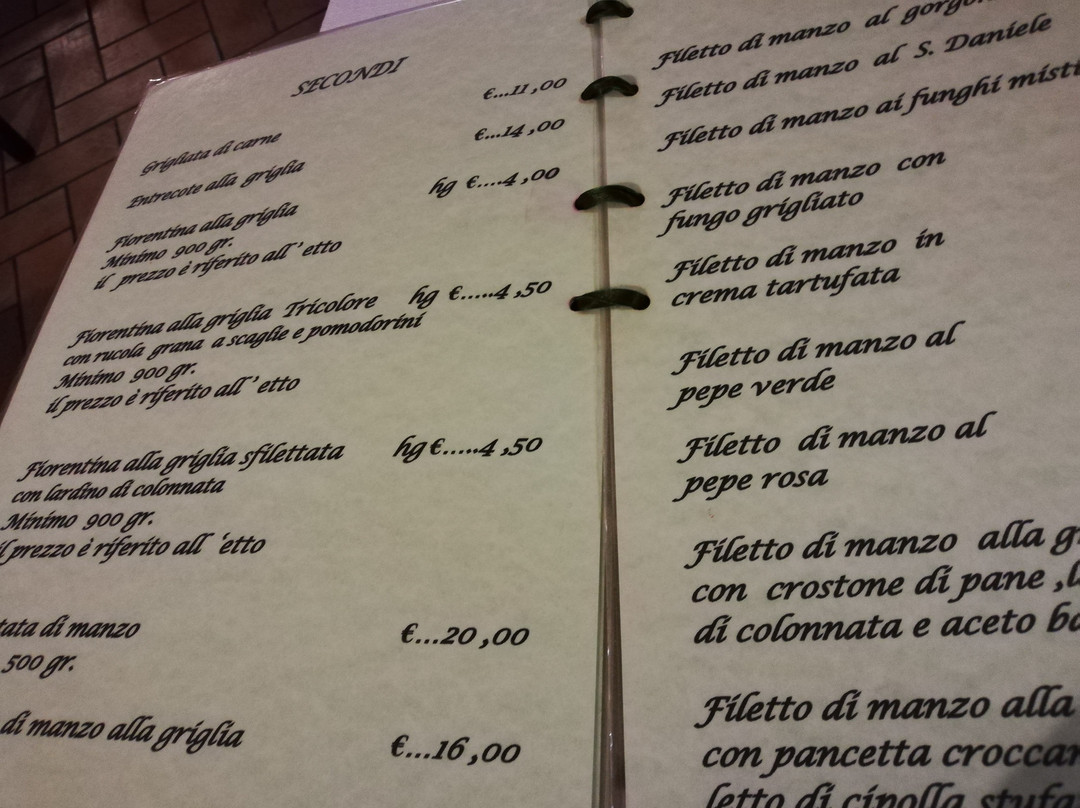 SECONDI
Grigliata di carne €...11,00
Entrecote alla griglia €...14,00
Fiorentina alla griglia hg €....4,00
Minimo 900 gr.
il prezzo è riferito all'etto
Fiorentina alla griglia Tricolore hg €.....4,50
con rucola grana a scaglie e pomodorini
Minimo 900 gr.
il prezzo è riferito all'etto
Fiorentina alla griglia sfilettata hg €.....4,50
con lardino di colonnata
Minimo 900 gr.
il prezzo è riferito all 'etto
di manzo €...20,00
500 gr.
di manzo alla griglia €...16,00
Filetto di manzo al
Filetto di manzo al S. Daniele
Filetto di manzo ai funghi misti
Filetto di manzo con
fungo grigliato
Filetto di manzo in
crema tartufata
Filetto di manzo al
pepe verde
Filetto di manzo al
pepe rosa
Filetto di manzo alla
con crostone di pane ,
di colonnata e aceto
Filetto di manzo alla
con pancetta
di cipolla